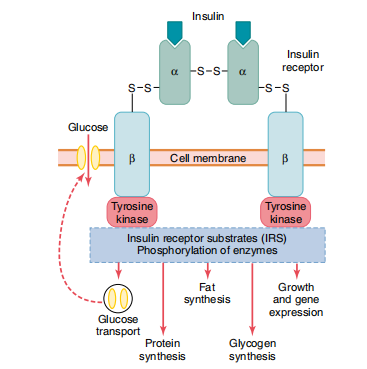 Insulin
Insulin
receptor
α
-S-S-
α
S-S-
-S-S
Glucose
β
Cell membrane
β
Tyrosine
kinase
Tyrosine
kinase
Insulin receptor substrates (IRS)
Phosphorylation of enzymes
Glucose
transport
Protein
synthesis
Fat
synthesis
Glycogen
synthesis
Growth
and gene
expression